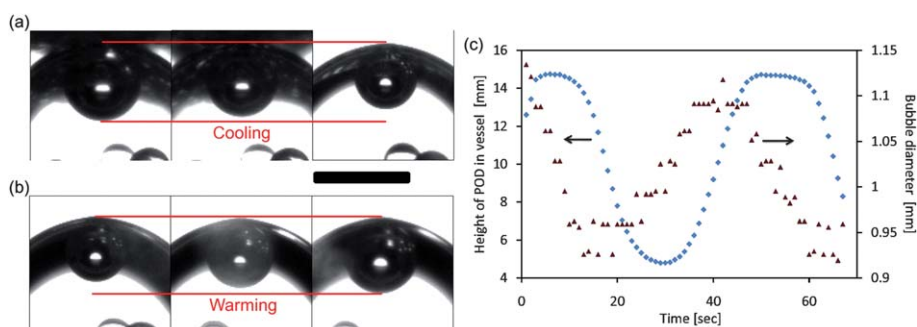 (a)
Cooling
(b)
Warming
(c)
Height of POD in vessel [mm]
16
14
12
10
8
6
4
0
20
40
60
Time [sec]
1.15
1.1
1.05
1
0.95
0.9
Bubble diameter [mm]